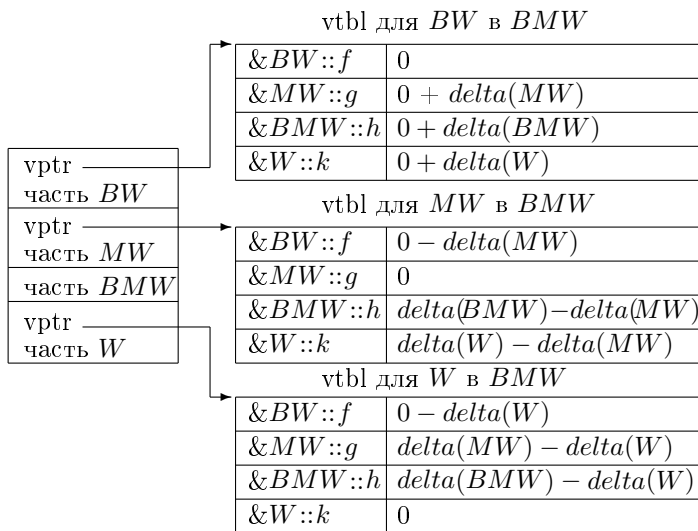 vtbl для BW в BMW
&BW::f 0
&MW::g 0 + delta(MW)
&BMW::h 0 + delta(BMW)
&W::k 0 + delta(W)
vptr
часть BW
vptr
часть MW
часть BMW
vptr
часть W
vtbl для MW в BMW
&BW::f 0 − delta(MW)
&MW::g 0
&BMW::h delta(BMW)−delta(MW)
&W::k delta(W) − delta(MW)
vtbl для W в BMW
&BW::f 0 − delta(W)
&MW::g delta(MW) − delta(W)
&BMW::h delta(BMW) − delta(W)
&W::k 0